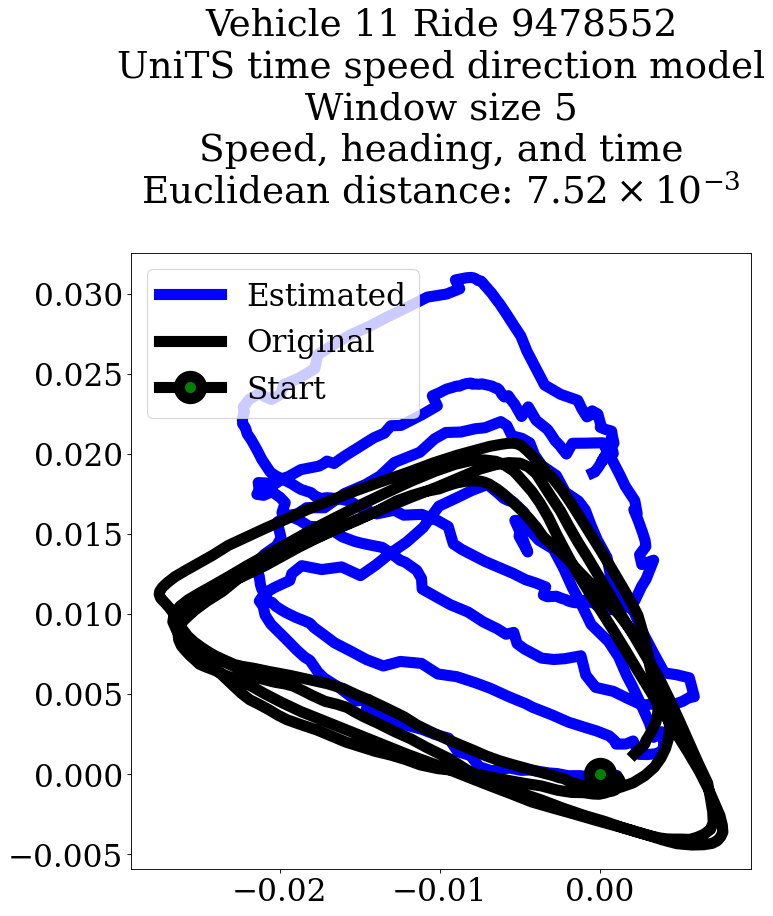 Vehicle 11 Ride 9478552
UniTS time speed direction model
Window size 5
Speed, heading, and time
Euclidean distance: 7.52 × 10⁻³
Estimated
Original
Start
0.030
0.025
0.020
0.015
0.010
0.005
0.000
−0.005
−0.02 −0.01 0.00